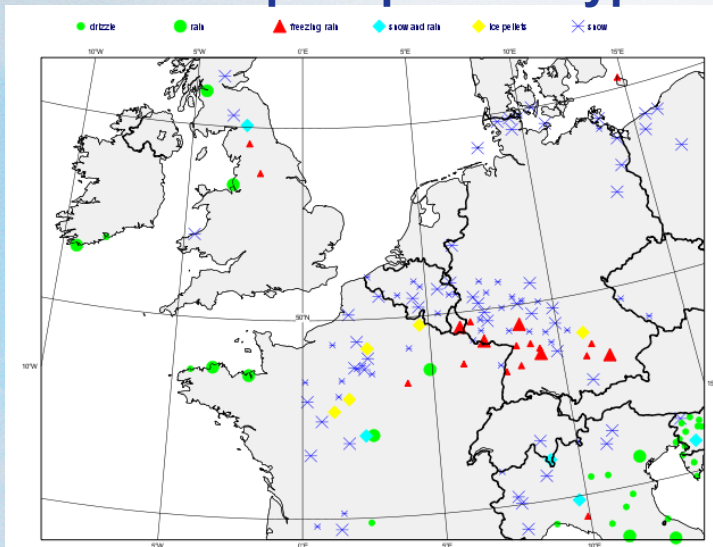 drizzle rain freezing rain snow and rain ice pellets snow
10°W 5°W 0°E 5°E 10°E 15°E
50°N
10°W
5°W 0°E 5°E 10°E